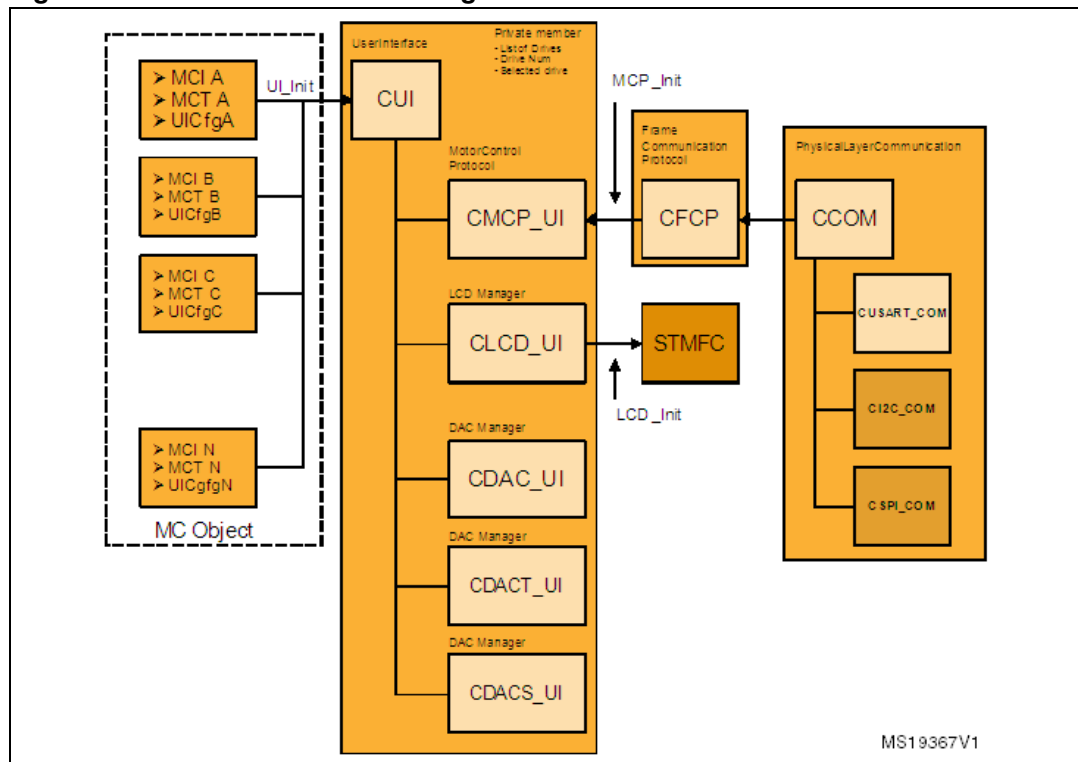 ➢ MCI A
➢ MCT A
➢ UICfgA
UI_Init
➢ MCI B
➢ MCT B
➢ UICfgB
➢ MCI C
➢ MCT C
➢ UICfgC
➢ MCI N
➢ MCT N
➢ UICgfgN
MC Object
UserInterface
Private member
- List of Drives
- Drive Num
- Selected drive
CUI
MotorControl
Protocol
CMCP_UI
LCD Manager
CLCD_UI
DAC Manager
CDAC_UI
DAC Manager
CDACT_UI
DAC Manager
CDACS_UI
MCP_Init
Frame
Communication
Protocol
CFCP
STMFC
LCD_Init
PhysicalLayerCommunication
CCOM
CUSART_COM
CI2C_COM
CSPI_COM
MS19367V1